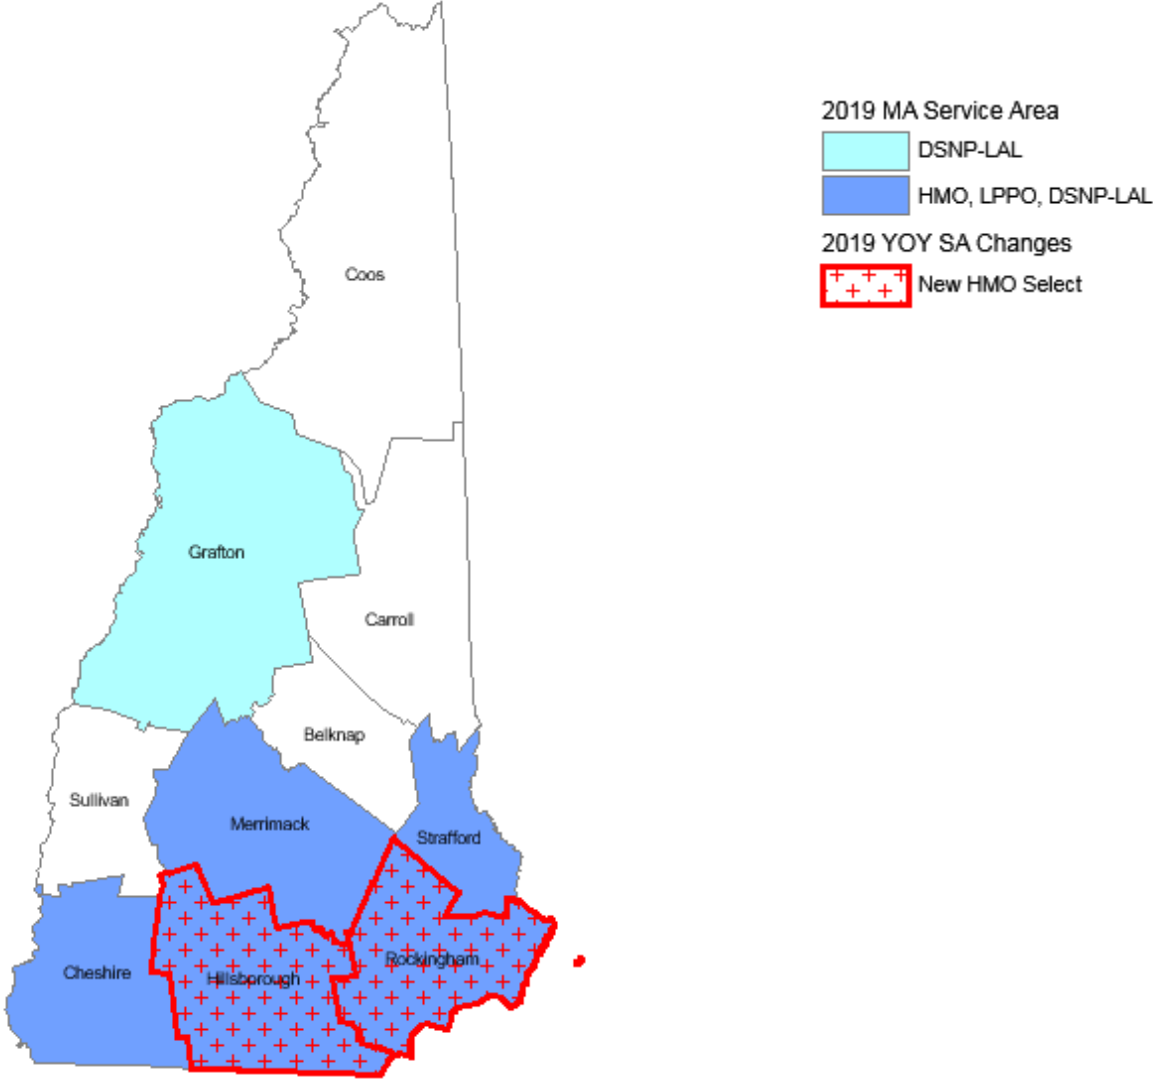 2019 MA Service Area
DSNP-LAL
HMO, LPPO, DSNP-LAL
2019 YOY SA Changes
New HMO Select
Coos
Grafton
Carroll
Belknap
Sullivan
Merrimack
Strafford
Rockingham
Cheshire
Hillsborough